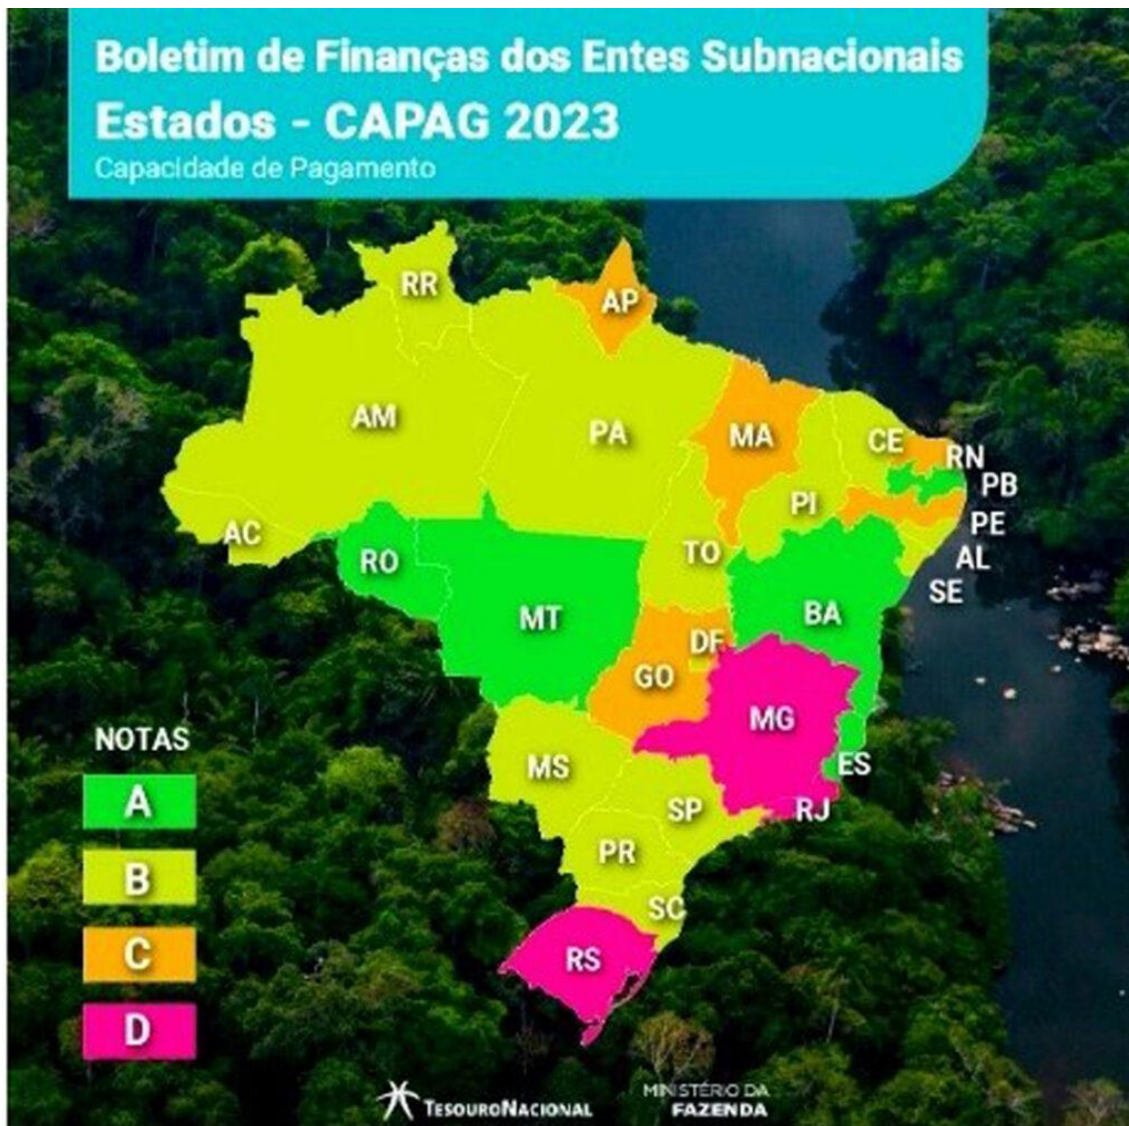 Boletim de Finanças dos Entes Subnacionais
Estados - CAPAG 2023
Capacidade de Pagamento
RR
AP
AM
PA
MA
CE
RN
PB
PI
PE
AC
TO
AL
RO
SE
MT
BA
DF
GO
MG
NOTAS
MS
ES
A
SP
RJ
PR
B
SC
C
RS
D
TESOURONACIONAL
MINISTÉRIO DA
FAZENDA